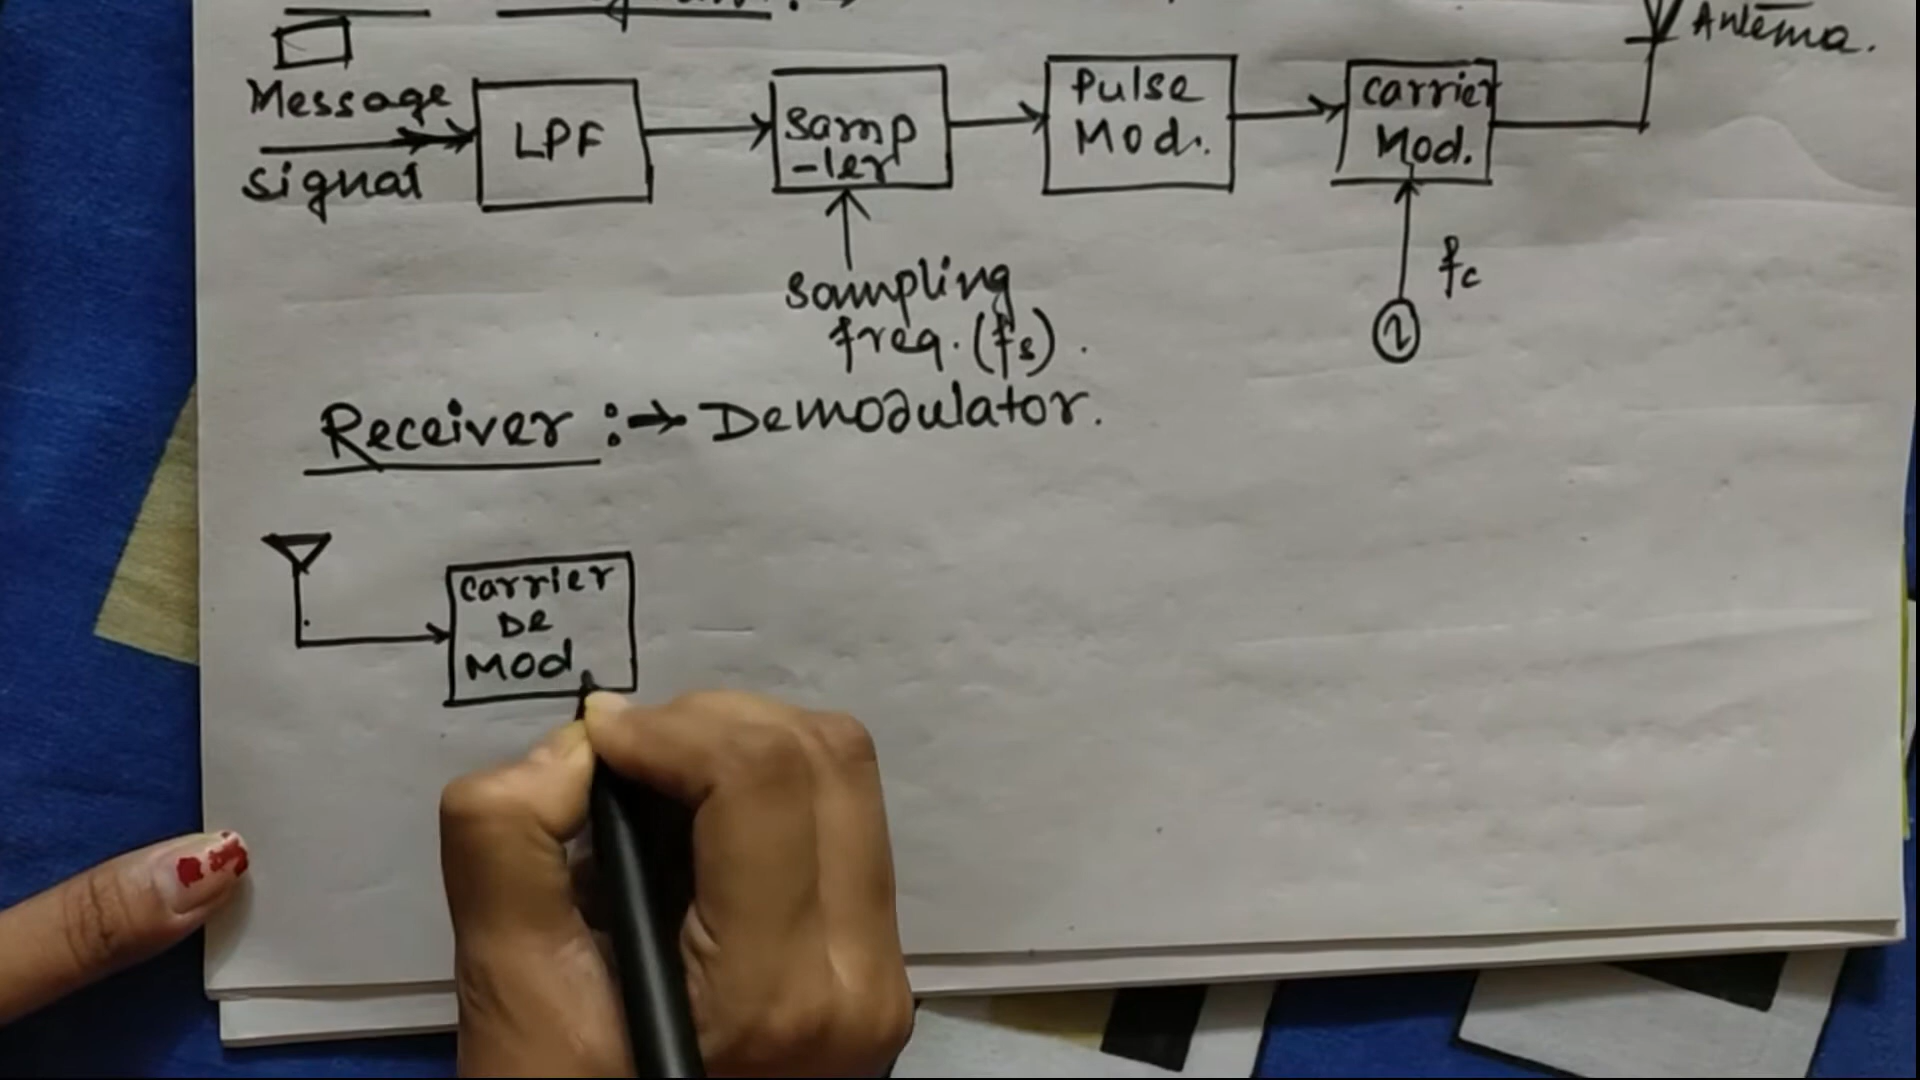 Antenna.
Message
signal
LPF
samp
-ler
Pulse
Mod.
carrier
Mod.
sampling
freq. (fs).
fc
Receiver :→ Demodulator.
carrier
De
Mod.